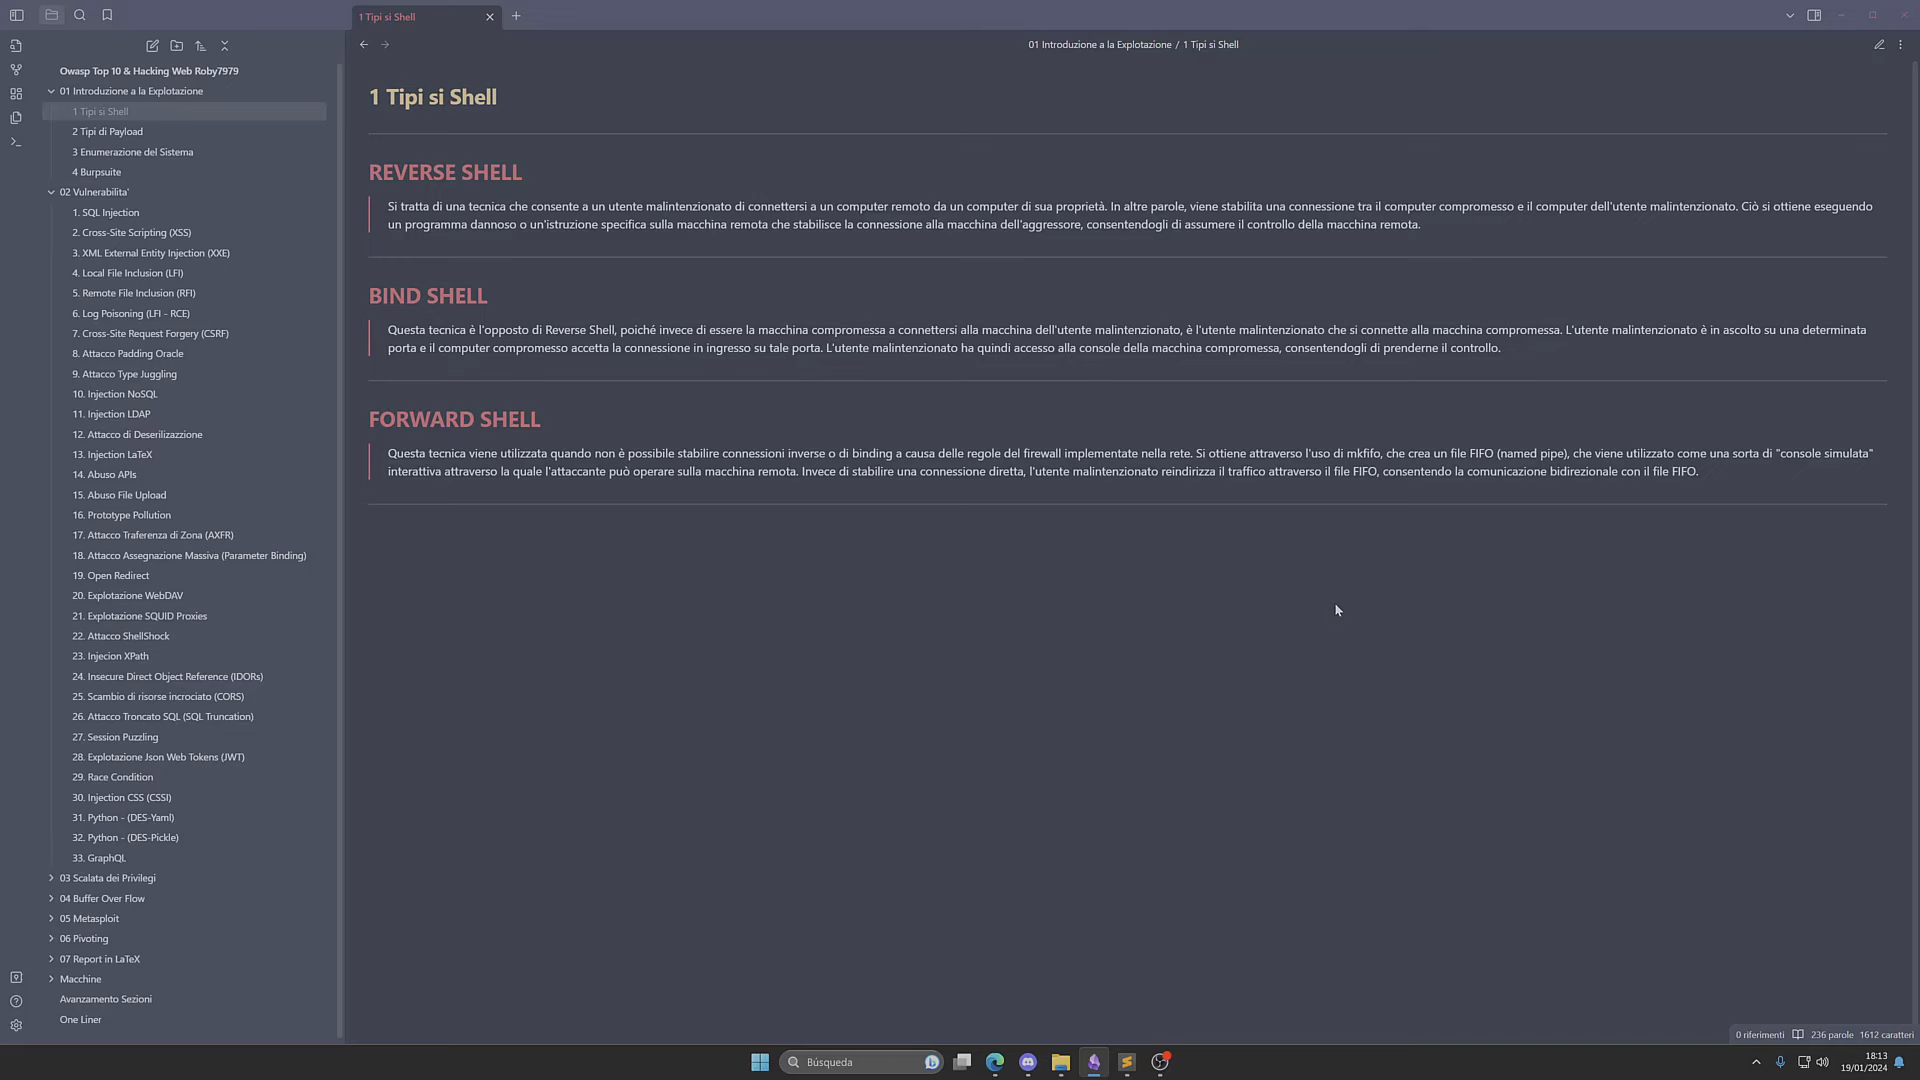 1 Tipi si Shell
01 Introduzione a la Explotazione / 1 Tipi si Shell
Owasp Top 10 & Hacking Web Roby7979
01 Introduzione a la Explotazione
1 Tipi si Shell
2 Tipi di Payload
3 Enumerazione del Sistema
4 Burpsuite
02 Vulnerabilita'
1. SQL Injection
2. Cross-Site Scripting (XSS)
3. XML External Entity Injection (XXE)
4. Local File Inclusion (LFI)
5. Remote File Inclusion (RFI)
6. Log Poisoning (LFI - RCE)
7. Cross-Site Request Forgery (CSRF)
8. Attacco Padding Oracle
9. Attacco Type Juggling
10. Injection NoSQL
11. Injection LDAP
12. Attacco di Deserilizazzione
13. Injection LaTeX
14. Abuso APIs
15. Abuso File Upload
16. Prototype Pollution
17. Attacco Traferenza di Zona (AXFR)
18. Attacco Assegnazione Massiva (Parameter Binding)
19. Open Redirect
20. Explotazione WebDAV
21. Explotazione SQUID Proxies
22. Attacco ShellShock
23. Injecion XPath
24. Insecure Direct Object Reference (IDORs)
25. Scambio di risorse incrociato (CORS)
26. Attacco Troncato SQL (SQL Truncation)
27. Session Puzzling
28. Explotazione Json Web Tokens (JWT)
29. Race Condition
30. Injection CSS (CSSI)
31. Python - (DES-Yaml)
32. Python - (DES-Pickle)
33. GraphQL
03 Scalata dei Privilegi
04 Buffer Over Flow
05 Metasploit
06 Pivoting
07 Report in LaTeX
Macchine
Avanzamento Sezioni
One Liner
1 Tipi si Shell
REVERSE SHELL
Si tratta di una tecnica che consente a un utente malintenzionato di connettersi a un computer remoto da un computer di sua proprietà. In altre parole, viene stabilita una connessione tra il computer compromesso e il computer dell'utente malintenzionato. Ciò si ottiene eseguendo
un programma dannoso o un'istruzione specifica sulla macchina remota che stabilisce la connessione alla macchina dell'aggressore, consentendogli di assumere il controllo della macchina remota.
BIND SHELL
Questa tecnica è l'opposto di Reverse Shell, poiché invece di essere la macchina compromessa a connettersi alla macchina dell'utente malintenzionato, è l'utente malintenzionato che si connette alla macchina compromessa. L'utente malintenzionato è in ascolto su una determinata
porta e il computer compromesso accetta la connessione in ingresso su tale porta. L'utente malintenzionato ha quindi accesso alla console della macchina compromessa, consentendogli di prenderne il controllo.
FORWARD SHELL
Questa tecnica viene utilizzata quando non è possibile stabilire connessioni inverse o di binding a causa delle regole del firewall implementate nella rete. Si ottiene attraverso l'uso di mkfifo, che crea un file FIFO (named pipe), che viene utilizzato come una sorta di "console simulata"
interattiva attraverso la quale l'attaccante può operare sulla macchina remota. Invece di stabilire una connessione diretta, l'utente malintenzionato reindirizza il traffico attraverso il file FIFO, consentendo la comunicazione bidirezionale con il file FIFO.
0 riferimenti 236 parole 1612 caratteri
Búsqueda
18:13
19/01/2024